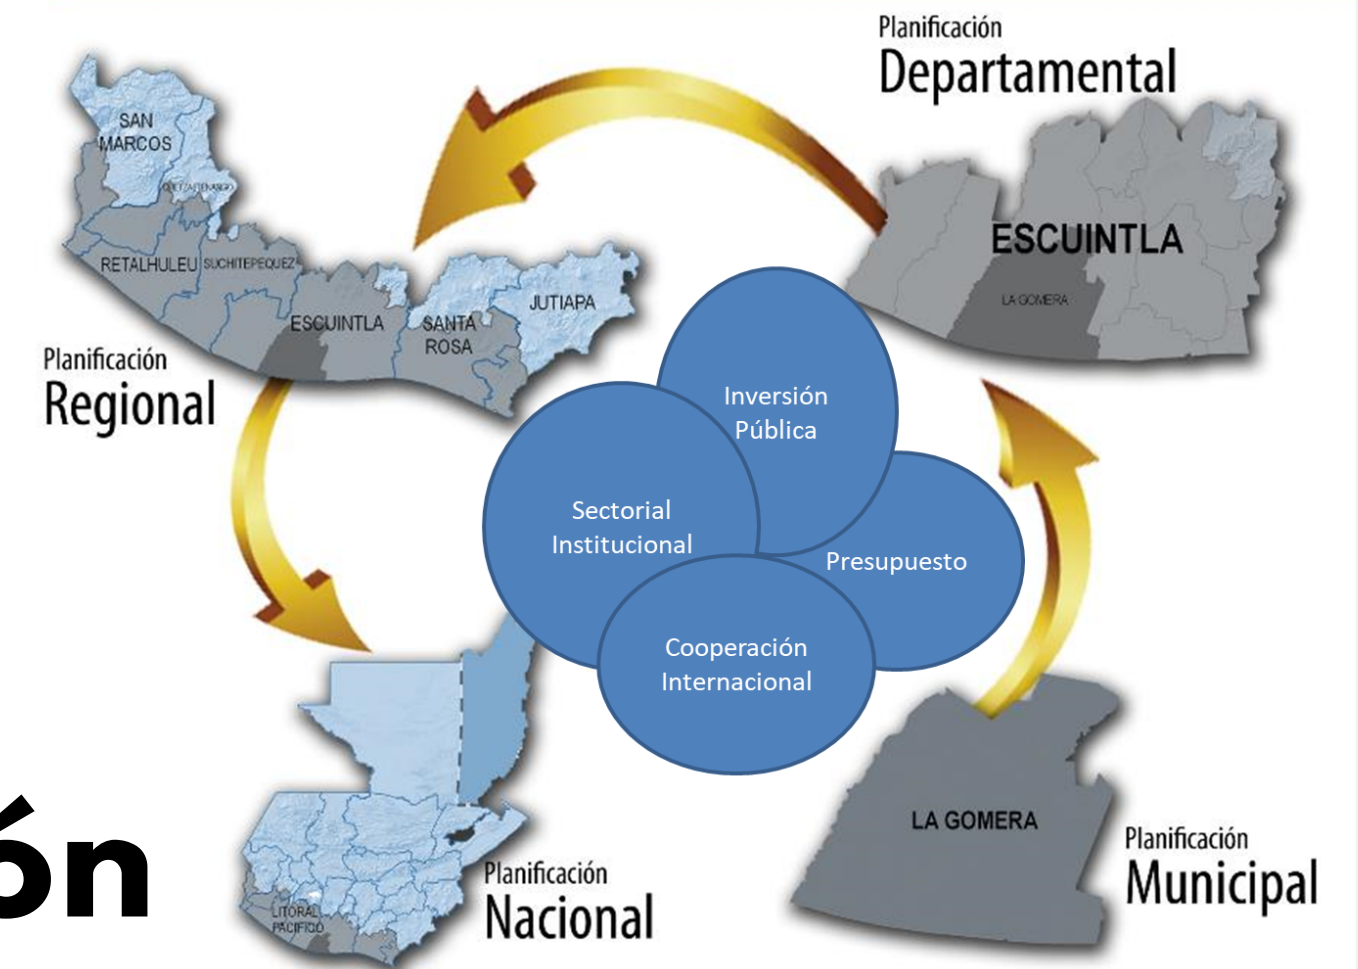 Planificación
Departamental
SAN
MARCOS
QUETZALTENANGO
RETALHULEU
SUCHITEPEQUEZ
ESCUINTLA
SANTA
ROSA
JUTIAPA
ESCUINTLA
LA GOMERA
Planificación
Regional
Inversión
Pública
Sectorial
Institucional
Presupuesto
Cooperación
Internacional
LA GOMERA
Planificación
Municipal
Planificación
Nacional
LITORAL
PACIFICO
ón